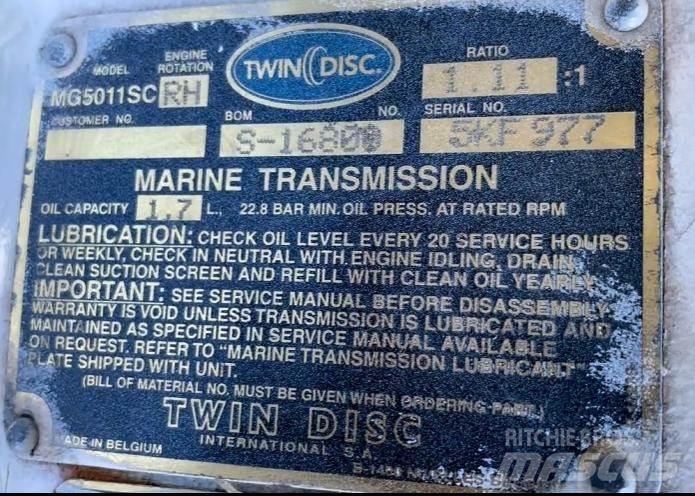 MODEL ENGINE ROTATION TWIN DISC. RATIO
MG5011SC RH 1.11 :1
CUSTOMER NO. BOM NO. SERIAL NO.
S-16800 5KF977
MARINE TRANSMISSION
OIL CAPACITY 1.7 L., 22.8 BAR MIN. OIL PRESS. AT RATED RPM
LUBRICATION: CHECK OIL LEVEL EVERY 20 SERVICE HOURS
OR WEEKLY, CHECK IN NEUTRAL WITH ENGINE IDLING. DRAIN,
CLEAN SUCTION SCREEN AND REFILL WITH CLEAN OIL YEARLY.
IMPORTANT: SEE SERVICE MANUAL BEFORE DISASSEMBLY
WARRANTY IS VOID UNLESS TRANSMISSION IS LUBRICATED AND
MAINTAINED AS SPECIFIED IN SERVICE MANUAL AVAILABLE
ON REQUEST. REFER TO "MARINE TRANSMISSION LUBRICANT"
PLATE SHIPPED WITH UNIT.
(BILL OF MATERIAL NO. MUST BE GIVEN WHEN ORDERING PART.)
TWIN DISC
INTERNATIONAL S.A.
MADE IN BELGIUM
RITCHIE BROS
MASCUS